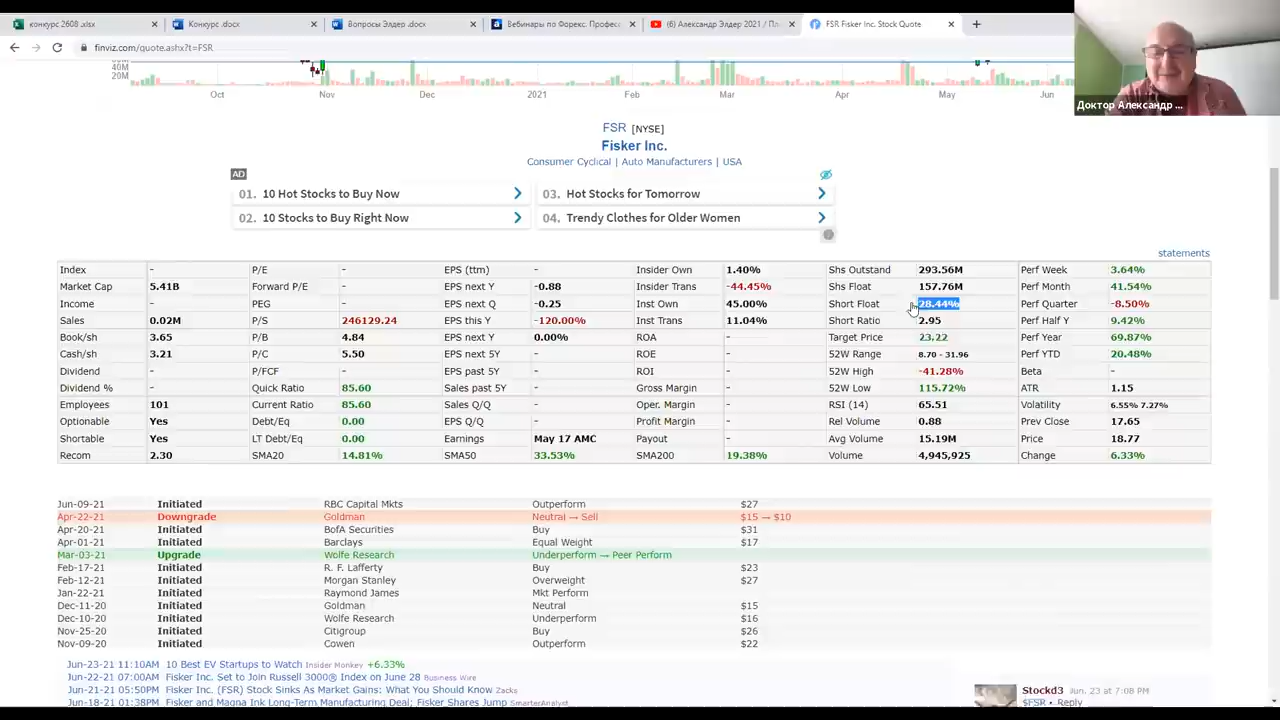 конкурс 2608 .xlsx
Конкурс .docx
Вопросы Элдер .docx
Вебинары по Форекс. Професс
(6) Александр Элдер 2021 / Пл
FSR Fisker Inc. Stock Quote
finviz.com/quote.ashx?t=FSR
40M
20M
Oct Nov Dec 2021 Feb Mar Apr May Jun
Доктор Александр ...
FSR [NYSE]
Fisker Inc.
Consumer Cyclical | Auto Manufacturers | USA
AD
01. 10 Hot Stocks to Buy Now
03. Hot Stocks for Tomorrow
02. 10 Stocks to Buy Right Now
04. Trendy Clothes for Older Women
statements
Index - P/E - EPS (ttm) - Insider Own 1.40% Shs Outstand 293.56M Perf Week 3.64%
Market Cap 5.41B Forward P/E - EPS next Y -0.88 Insider Trans -44.45% Shs Float 157.76M Perf Month 41.54%
Income - PEG - EPS next Q -0.25 Inst Own 45.00% Short Float 28.44% Perf Quarter -8.50%
Sales 0.02M P/S 246129.24 EPS this Y -120.00% Inst Trans 11.04% Short Ratio 2.95 Perf Half Y 9.42%
Book/sh 3.65 P/B 4.84 EPS next Y 0.00% ROA - Target Price 23.22 Perf Year 69.87%
Cash/sh 3.21 P/C 5.50 EPS next 5Y - ROE - 52W Range 8.70 - 31.96 Perf YTD 20.48%
Dividend - P/FCF - EPS past 5Y - ROI - 52W High -41.28% Beta -
Dividend % - Quick Ratio 85.60 Sales past 5Y - Gross Margin - 52W Low 115.72% ATR 1.15
Employees 101 Current Ratio 85.60 Sales Q/Q - Oper. Margin - RSI (14) 65.51 Volatility 6.55% 7.27%
Optionable Yes Debt/Eq 0.00 EPS Q/Q - Profit Margin - Rel Volume 0.88 Prev Close 17.65
Shortable Yes LT Debt/Eq 0.00 Earnings May 17 AMC Payout - Avg Volume 15.19M Price 18.77
Recom 2.30 SMA20 14.81% SMA50 33.53% SMA200 19.38% Volume 4,945,925 Change 6.33%
Jun-09-21 Initiated RBC Capital Mkts Outperform $27
Apr-22-21 Downgrade Goldman Neutral → Sell $15 → $10
Apr-20-21 Initiated BofA Securities Buy $31
Apr-01-21 Initiated Barclays Equal Weight $17
Mar-03-21 Upgrade Wolfe Research Underperform → Peer Perform
Feb-17-21 Initiated R. F. Lafferty Buy $23
Feb-12-21 Initiated Morgan Stanley Overweight $27
Jan-22-21 Initiated Raymond James Mkt Perform
Dec-11-20 Initiated Goldman Neutral $15
Dec-10-20 Initiated Wolfe Research Underperform $16
Nov-25-20 Initiated Citigroup Buy $26
Nov-09-20 Initiated Cowen Outperform $22
Jun-23-21 11:10AM 10 Best EV Startups to Watch Insider Monkey +6.33%
Jun-22-21 07:00AM Fisker Inc. Set to Join Russell 3000® Index on June 28 Business Wire
Jun-21-21 05:50PM Fisker Inc. (FSR) Stock Sinks As Market Gains: What You Should Know Zacks
Jun-18-21 01:38PM Fisker and Magna Ink Long-Term Manufacturing Deal; Fisker Shares Jump SmarterAnalyst
Stockd3 Jun. 23 at 7:08 PM
$FSR • Reply